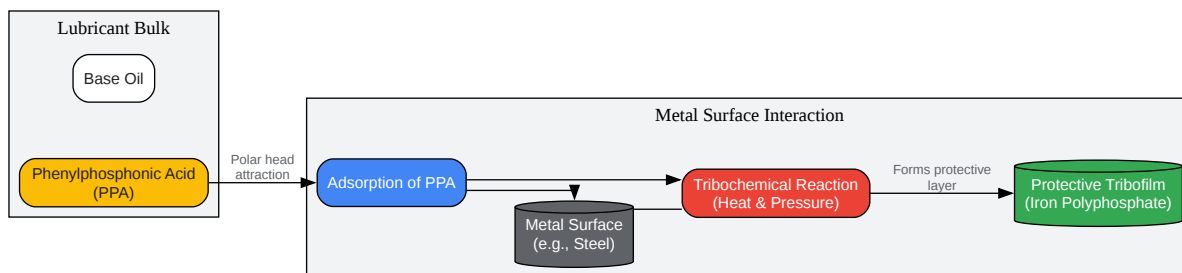 Lubricant Bulk
Base Oil
Phenylphosphonic Acid
(PPA)
Polar head
attraction
Metal Surface Interaction
Adsorption of PPA
Metal Surface
(e.g., Steel)
Tribochemical Reaction
(Heat & Pressure)
Forms protective
layer
Protective Tribofilm
(Iron Polyphosphate)